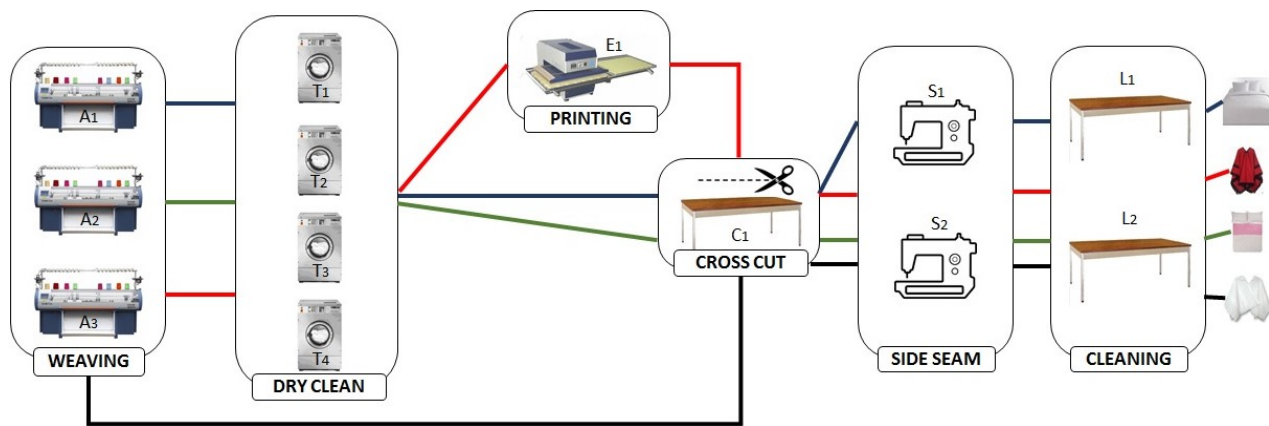 A1
A2
A3
WEAVING
T1
T2
T3
T4
DRY CLEAN
E1
PRINTING
C1
CROSS CUT
S1
S2
SIDE SEAM
L1
L2
CLEANING